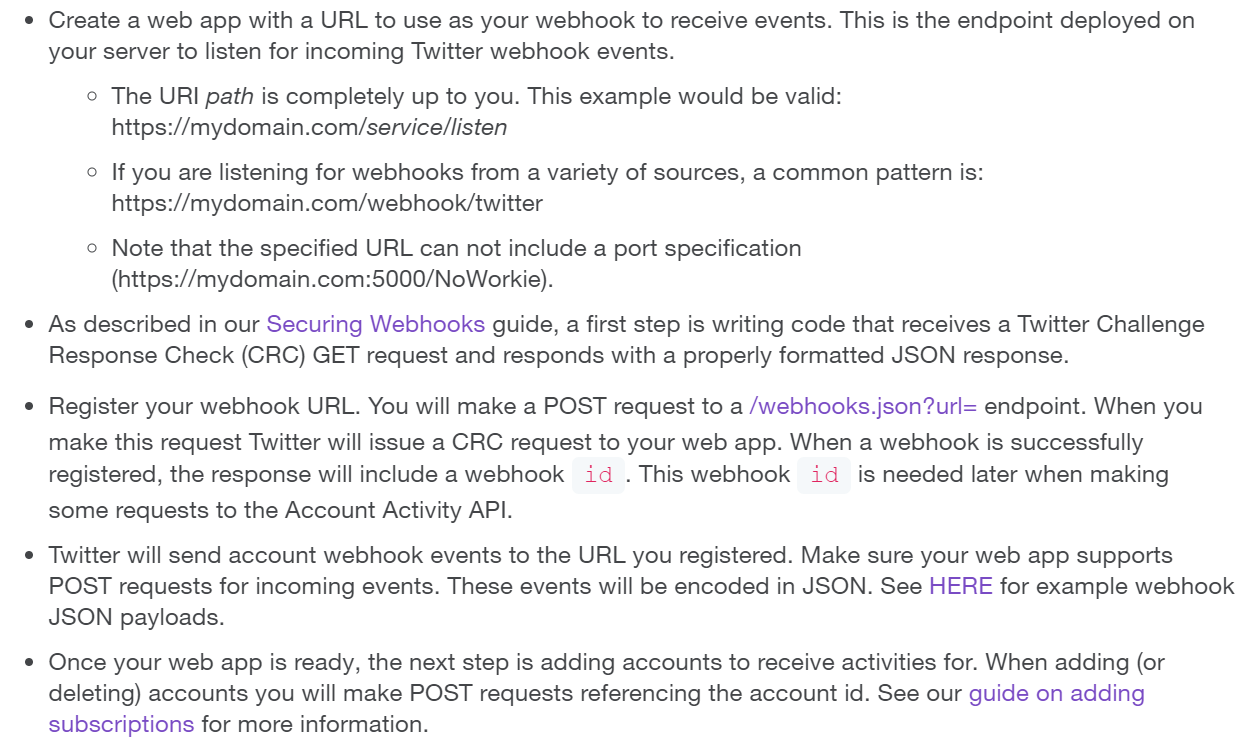 • Create a web app with a URL to use as your webhook to receive events. This is the endpoint deployed on
your server to listen for incoming Twitter webhook events.
○ The URI path is completely up to you. This example would be valid:
https://mydomain.com/service/listen
○ If you are listening for webhooks from a variety of sources, a common pattern is:
https://mydomain.com/webhook/twitter
○ Note that the specified URL can not include a port specification
(https://mydomain.com:5000/NoWorkie).
• As described in our Securing Webhooks guide, a first step is writing code that receives a Twitter Challenge
Response Check (CRC) GET request and responds with a properly formatted JSON response.
• Register your webhook URL. You will make a POST request to a /webhooks.json?url= endpoint. When you
make this request Twitter will issue a CRC request to your web app. When a webhook is successfully
registered, the response will include a webhook id . This webhook id is needed later when making
some requests to the Account Activity API.
• Twitter will send account webhook events to the URL you registered. Make sure your web app supports
POST requests for incoming events. These events will be encoded in JSON. See HERE for example webhook
JSON payloads.
• Once your web app is ready, the next step is adding accounts to receive activities for. When adding (or
deleting) accounts you will make POST requests referencing the account id. See our guide on adding
subscriptions for more information.